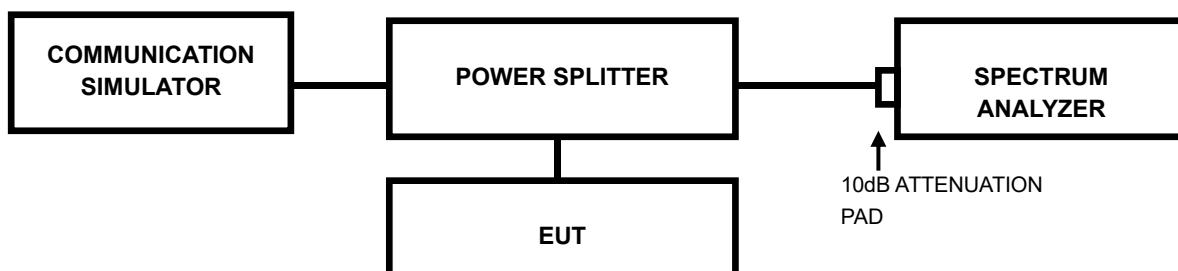 COMMUNICATION
SIMULATOR
POWER SPLITTER
SPECTRUM
ANALYZER
10dB ATTENUATION
PAD
EUT